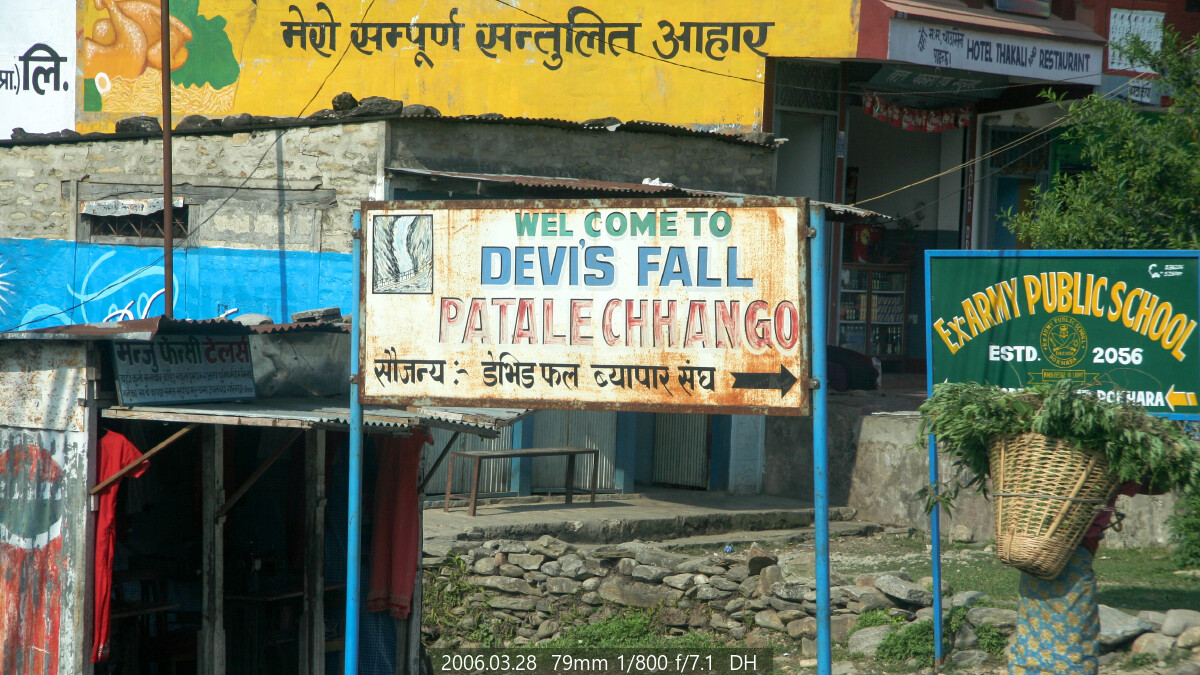 मेरो सम्पूर्ण सन्तुलित आहार
प्रा.) लि.
HOTEL THAKALI AND RESTAURANT
WEL COME TO
DEVI'S FALL
PATALE CHHANGO
सौजन्य :- डेभिड फल व्यापार संघ
EX-ARMY PUBLIC SCHOOL
ESTD. 2056
POKHARA
मन्जु फेन्सी टेलर्स
2006.03.28 79mm 1/800 f/7.1 DH